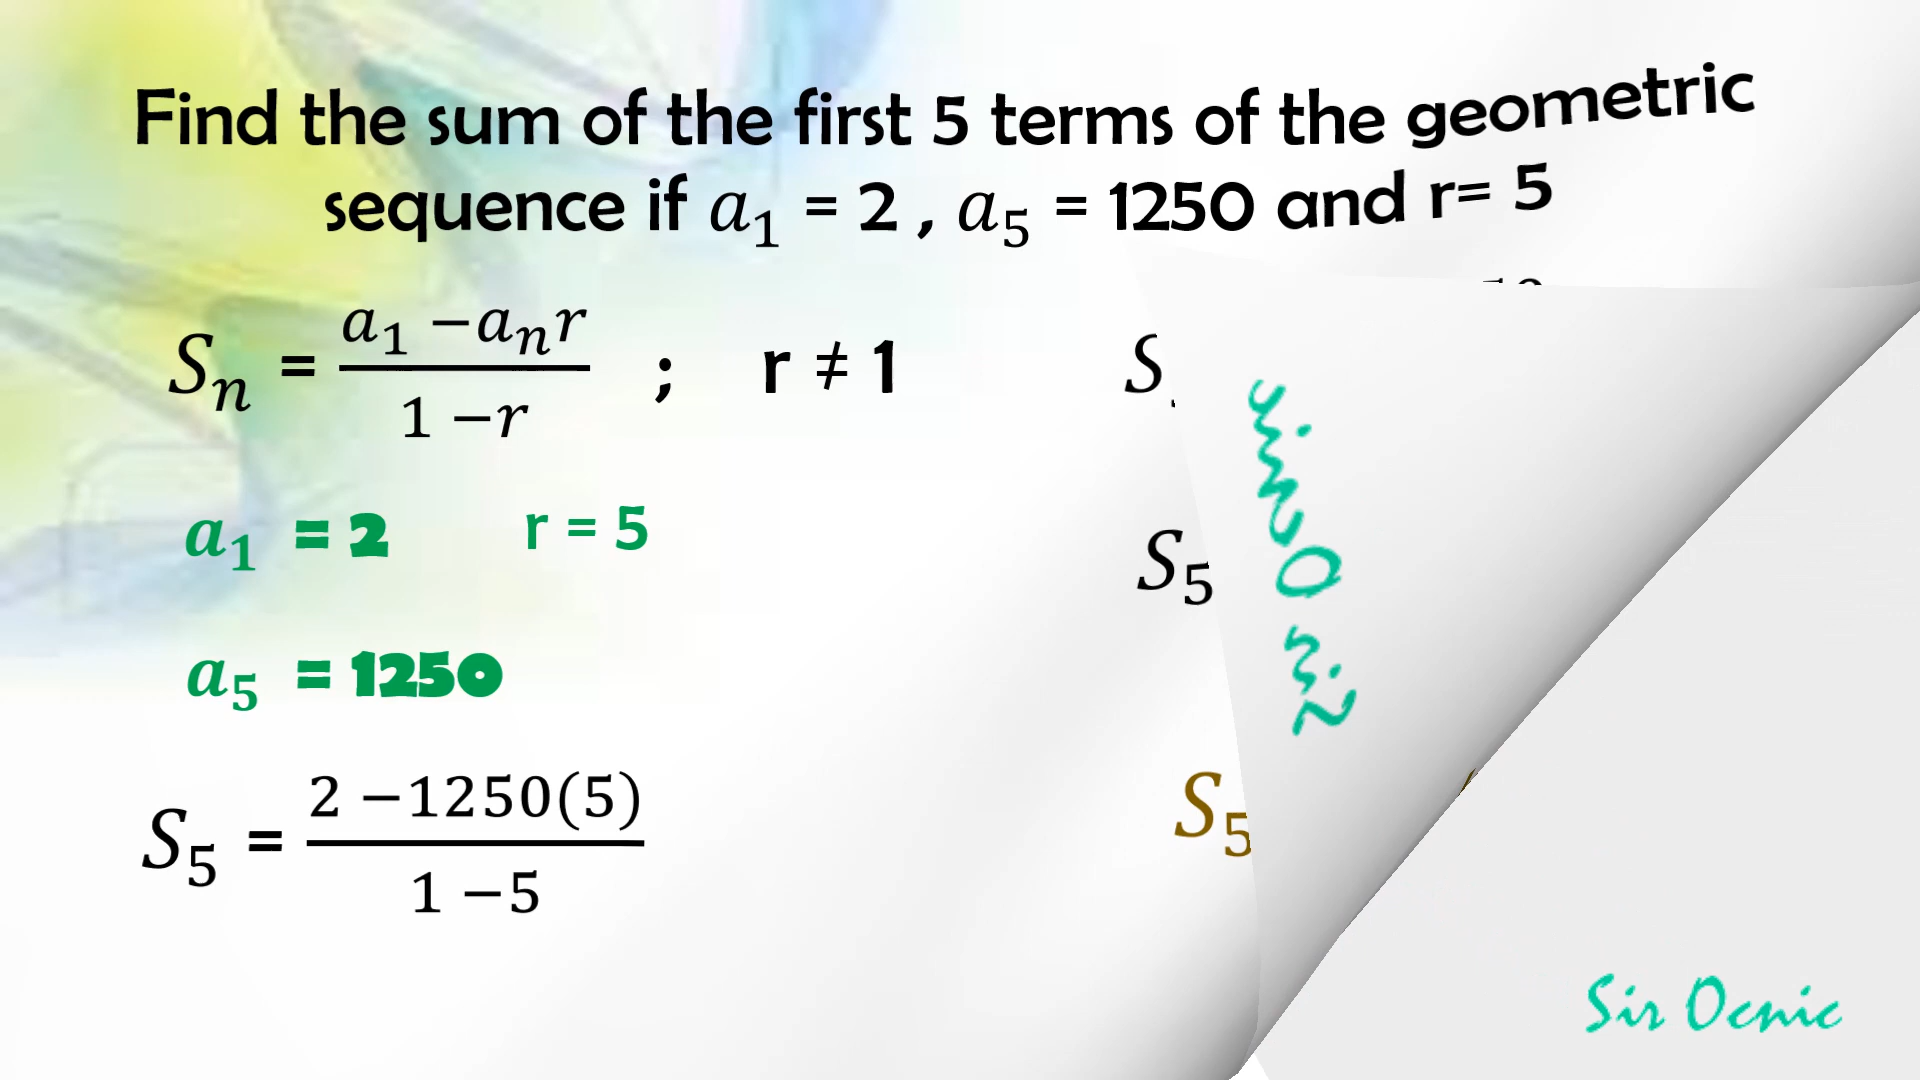 Find the sum of the first 5 terms of the geometric
sequence if a₁ = 2 , a₅ = 1250 and r= 5
Sₙ = (a₁ −aₙr)/(1 −r) ; r ≠ 1
a₁ = 2 r = 5
a₅ = 1250
S₅ = (2 −1250(5))/(1 −5)
S
S₅
S₅
Sir Ocnic
Sir Ocnic